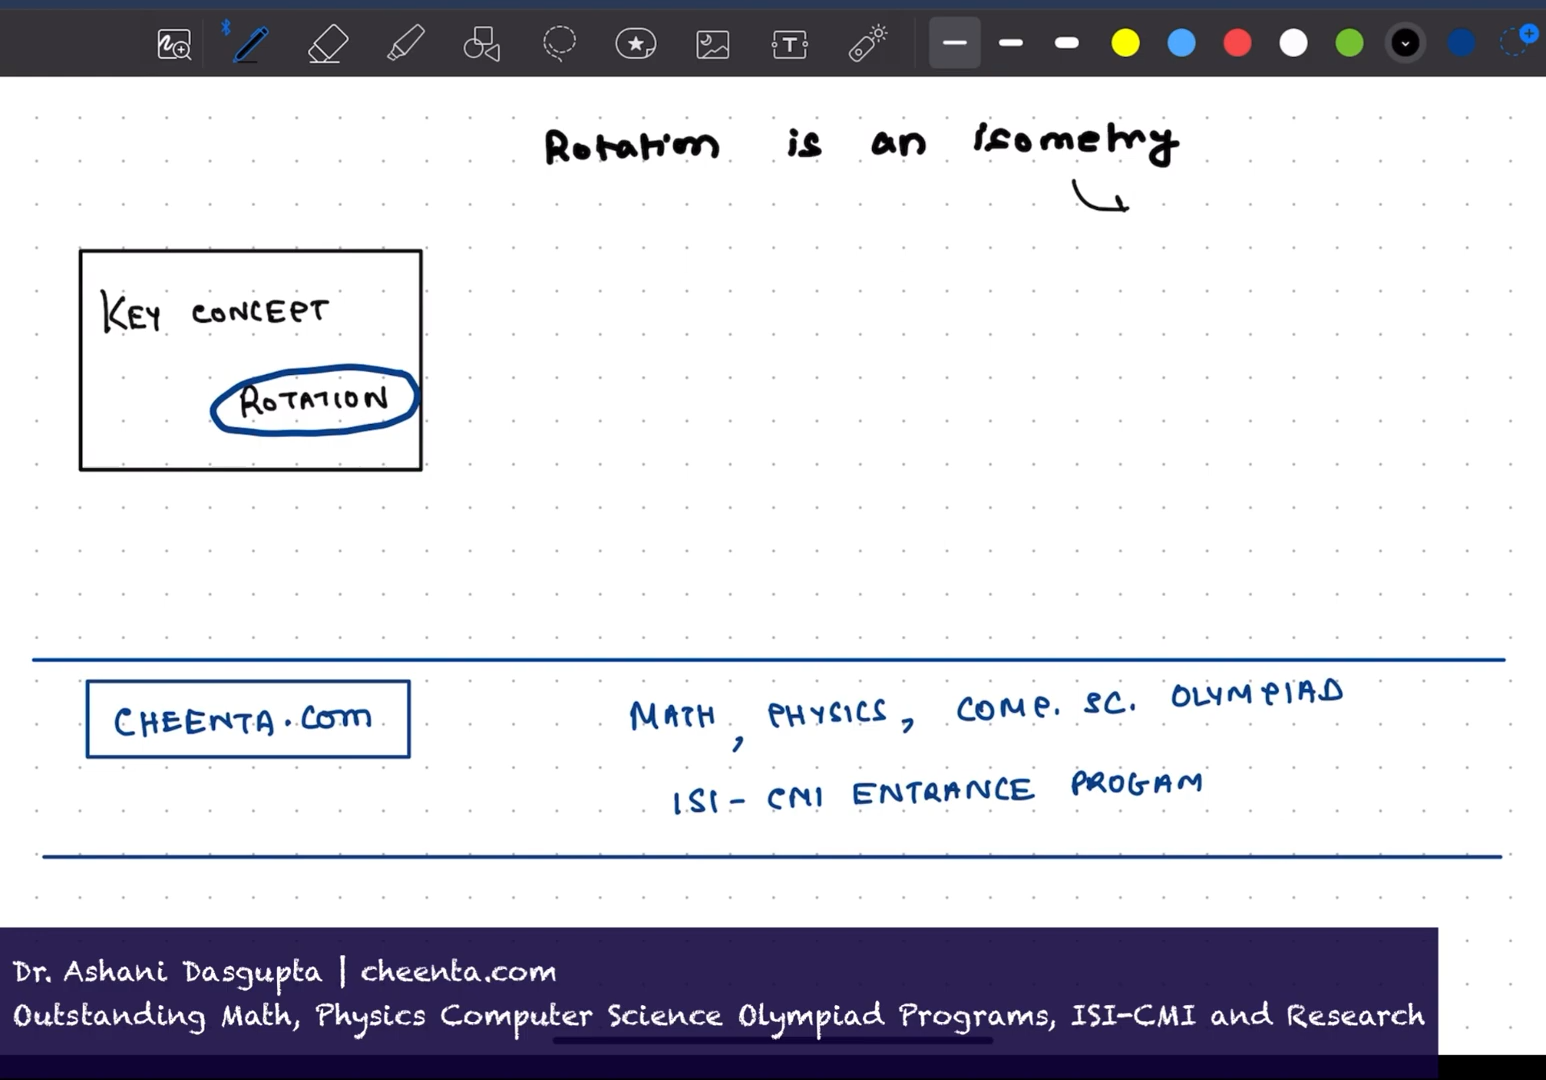 Rotation is an isometry
KEY CONCEPT
ROTATION
CHEENTA.COM
MATH, PHYSICS, COMP. SC. OLYMPIAD
ISI-CMI ENTRANCE PROGAM
Dr. Ashani Dasgupta | cheenta.com
Outstanding Math, Physics Computer Science Olympiad Programs, ISI-CMI and Research